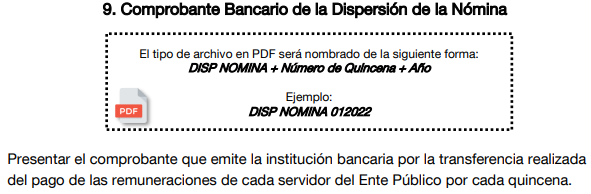 9. Comprobante Bancario de la Dispersión de la Nómina
El tipo de archivo en PDF será nombrado de la siguiente forma:
DISP NOMINA + Número de Quincena + Año
Ejemplo:
DISP NOMINA 012022
PDF
Presentar el comprobante que emite la institución bancaria por la transferencia realizada
del pago de las remuneraciones de cada servidor del Ente Público por cada quincena.